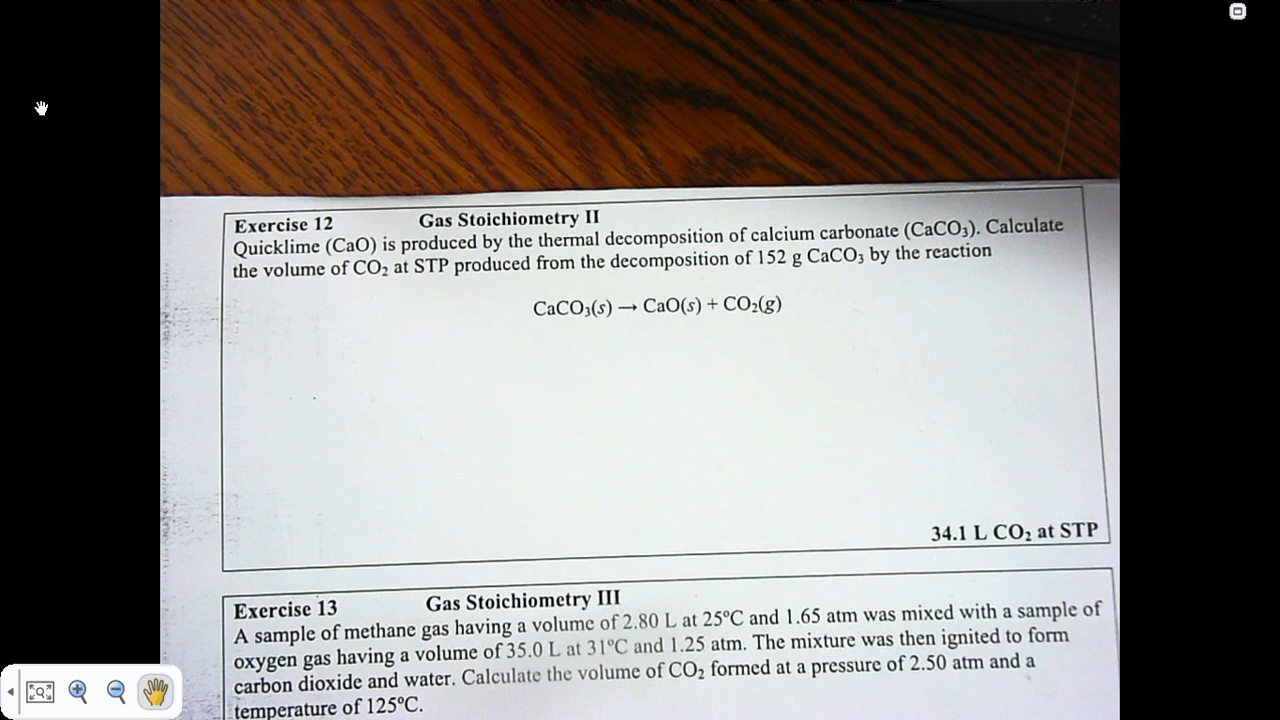 Exercise 12 Gas Stoichiometry II
Quicklime (CaO) is produced by the thermal decomposition of calcium carbonate (CaCO₃). Calculate
the volume of CO₂ at STP produced from the decomposition of 152 g CaCO₃ by the reaction
CaCO₃(s) → CaO(s) + CO₂(g)
34.1 L CO₂ at STP
Exercise 13 Gas Stoichiometry III
A sample of methane gas having a volume of 2.80 L at 25ºC and 1.65 atm was mixed with a sample of
oxygen gas having a volume of 35.0 L at 31ºC and 1.25 atm. The mixture was then ignited to form
carbon dioxide and water. Calculate the volume of CO₂ formed at a pressure of 2.50 atm and a
temperature of 125ºC.